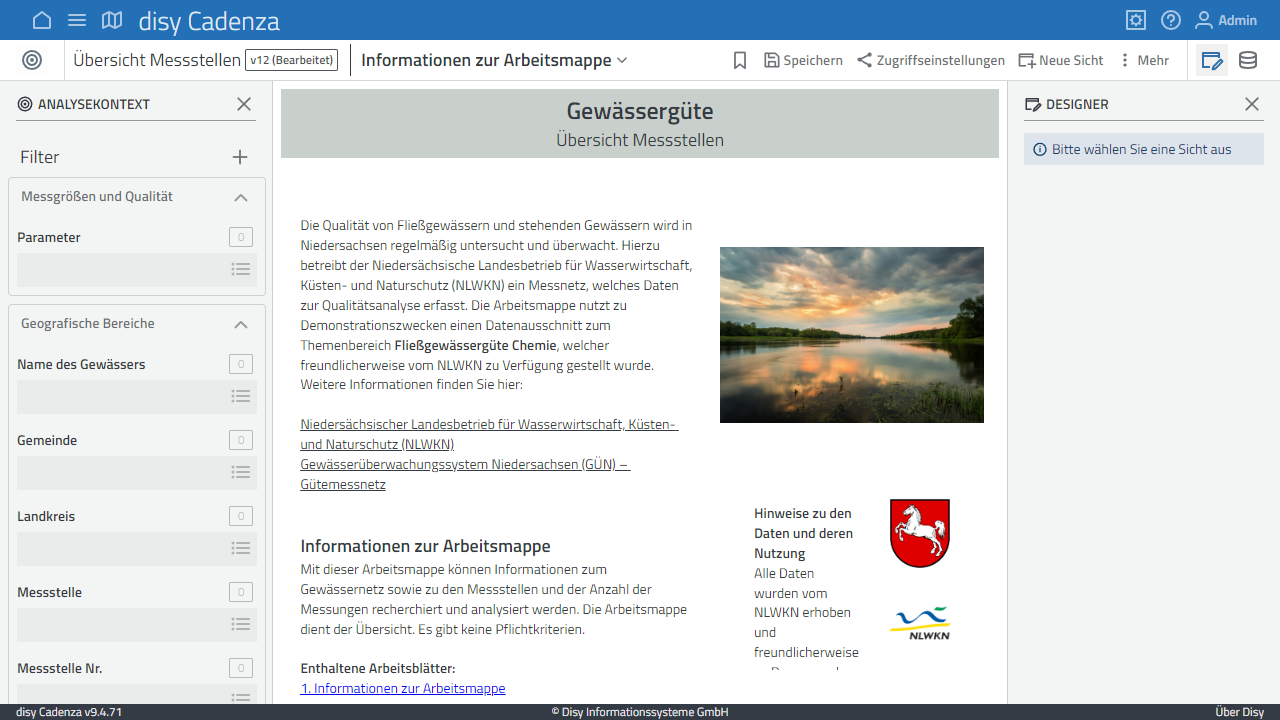 disy Cadenza
Admin
Übersicht Messstellen v12 (Bearbeitet)
Informationen zur Arbeitsmappe
Speichern
Zugriffseinstellungen
Neue Sicht
Mehr
ANALYSEKONTEXT
Filter
Messgrößen und Qualität
Parameter 0
Geografische Bereiche
Name des Gewässers 0
Gemeinde 0
Landkreis 0
Messstelle 0
Messstelle Nr. 0
Gewässergüte
Übersicht Messstellen
Die Qualität von Fließgewässern und stehenden Gewässern wird in
Niedersachsen regelmäßig untersucht und überwacht. Hierzu
betreibt der Niedersächsische Landesbetrieb für Wasserwirtschaft,
Küsten- und Naturschutz (NLWKN) ein Messnetz, welches Daten
zur Qualitätsanalyse erfasst. Die Arbeitsmappe nutzt zu
Demonstrationszwecken einen Datenausschnitt zum
Themenbereich Fließgewässergüte Chemie, welcher
freundlicherweise vom NLWKN zu Verfügung gestellt wurde.
Weitere Informationen finden Sie hier:
Niedersächsischer Landesbetrieb für Wasserwirtschaft, Küsten-
und Naturschutz (NLWKN)
Gewässerüberwachungssystem Niedersachsen (GÜN) –
Gütemessnetz
Informationen zur Arbeitsmappe
Mit dieser Arbeitsmappe können Informationen zum
Gewässernetz sowie zu den Messstellen und der Anzahl der
Messungen recherchiert und analysiert werden. Die Arbeitsmappe
dient der Übersicht. Es gibt keine Pflichtkriterien.
Enthaltene Arbeitsblätter:
1. Informationen zur Arbeitsmappe
Hinweise zu den
Daten und deren
Nutzung
Alle Daten
wurden vom
NLWKN erhoben
und
freundlicherweise
NLWKN
DESIGNER
Bitte wählen Sie eine Sicht aus
disy Cadenza v9.4.71
© Disy Informationssysteme GmbH
Über Disy